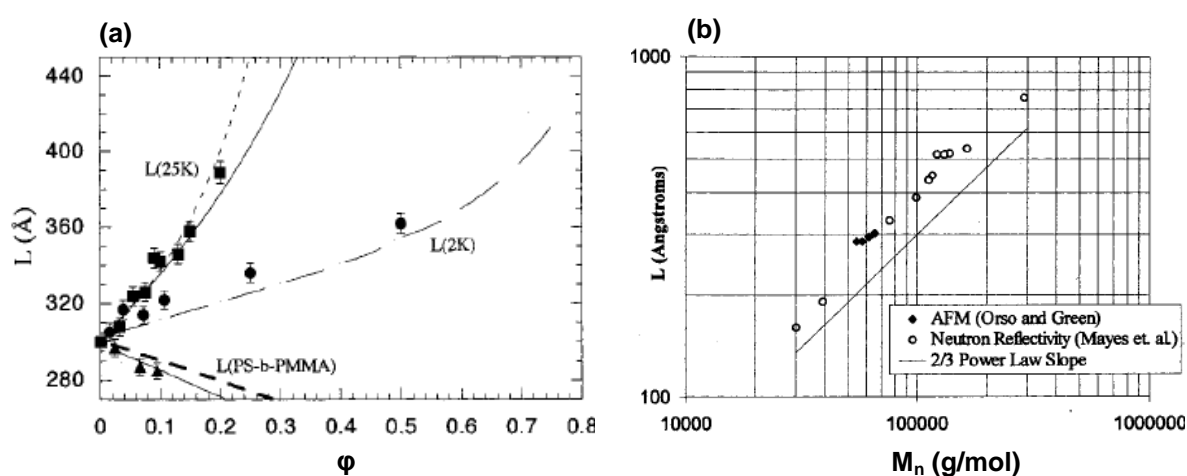 (a)
440
400
360
320
280
L (Å)
L(25K)
L(2K)
L(PS-b-PMMA)
0 0.1 0.2 0.3 0.4 0.5 0.6 0.7 0.8
φ
(b)
1000
100
L (Angstroms)
AFM (Orso and Green)
Neutron Reflectivity (Mayes et. al.)
2/3 Power Law Slope
10000 100000 1000000
Mn (g/mol)